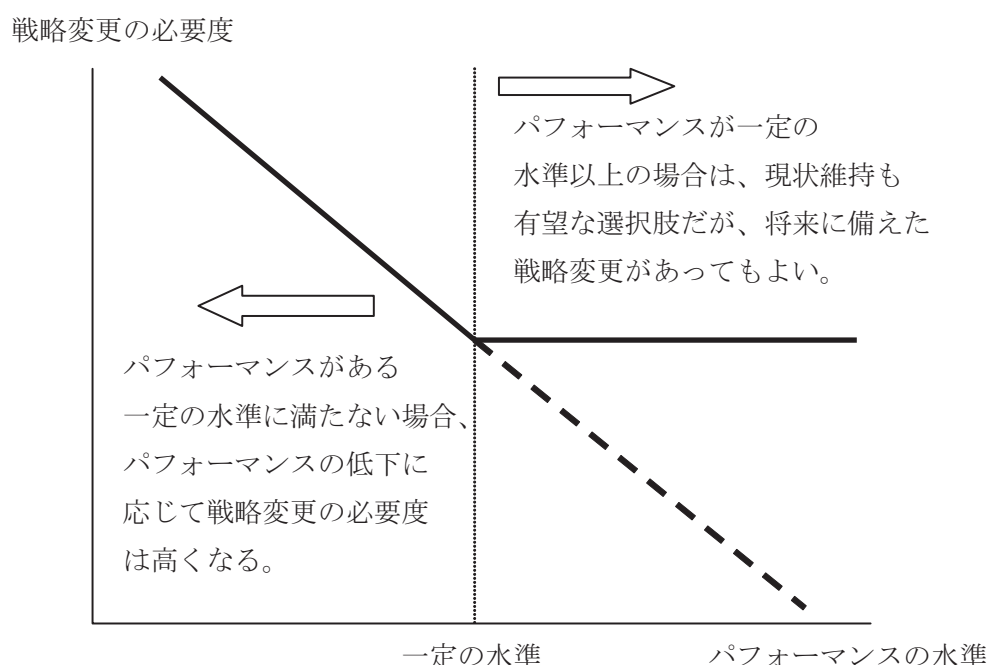 戦略変更の必要度
パフォーマンスが一定の
水準以上の場合は、現状維持も
有望な選択肢だが、将来に備えた
戦略変更があってもよい。
パフォーマンスがある
一定の水準に満たない場合、
パフォーマンスの低下に
応じて戦略変更の必要度
は高くなる。
一定の水準
パフォーマンスの水準